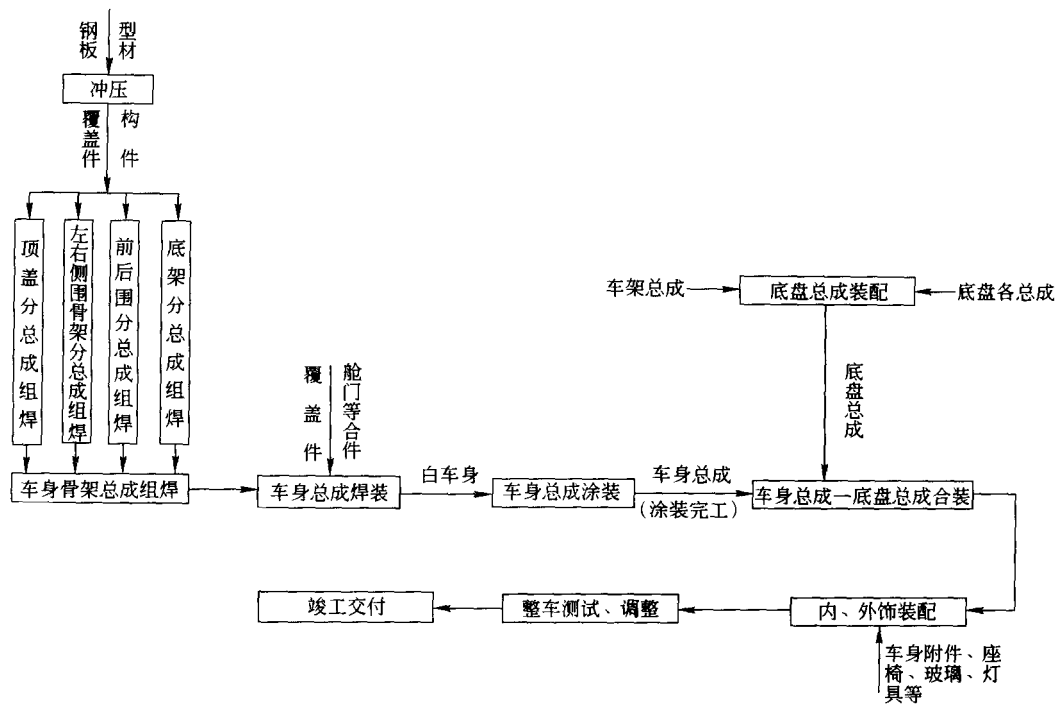 钢板
型材
冲压
覆盖件
构件
顶盖分总成组焊
左右侧围骨架分总成组焊
前后围分总成组焊
底架分总成组焊
车身骨架总成组焊
覆盖件
舱门等合件
车身总成焊装
白车身
车身总成涂装
车身总成
(涂装完工)
车架总成
底盘总成装配
底盘各总成
底盘总成
车身总成一底盘总成合装
内、外饰装配
车身附件、座
椅、玻璃、灯
具等
整车测试、调整
竣工交付